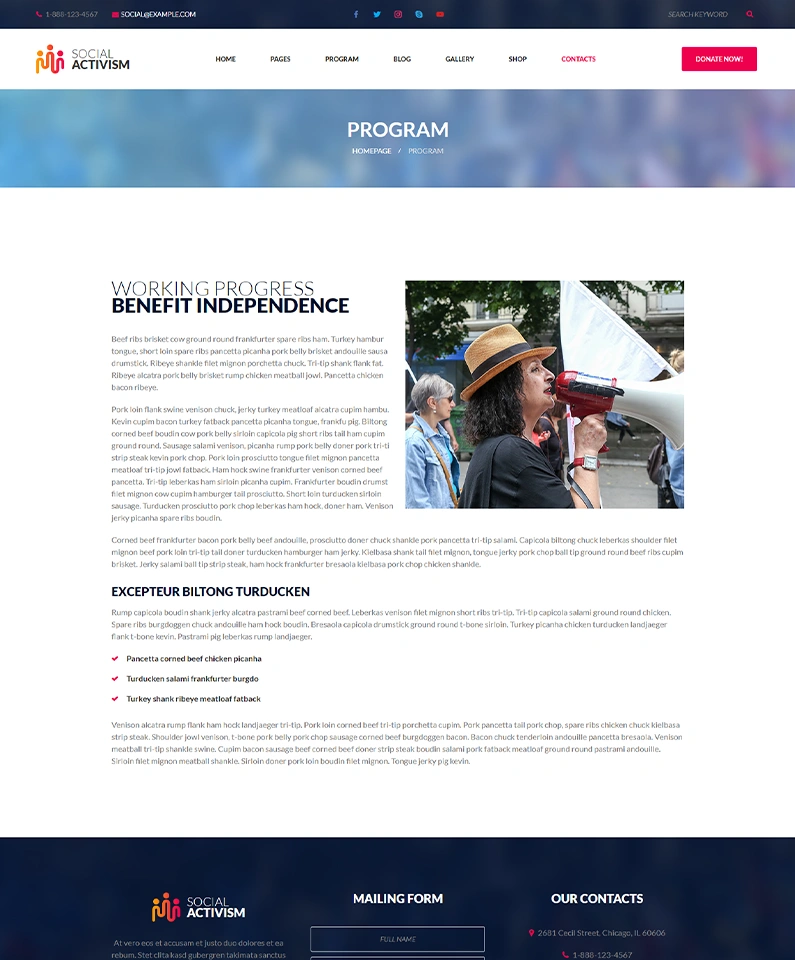 1-888-123-4567 SOCIAL@EXAMPLE.COM SEARCH KEYWORD
SOCIAL
ACTIVISM
HOME PAGES PROGRAM BLOG GALLERY SHOP CONTACTS DONATE NOW!
PROGRAM
HOMEPAGE / PROGRAM
WORKING PROGRESS
BENEFIT INDEPENDENCE
Beef ribs brisket cow ground round frankfurter spare ribs ham. Turkey hambur
tongue, short loin spare ribs pancetta picanha pork belly brisket andouille sausa
drumstick. Ribeye shankle filet mignon porchetta chuck. Tri-tip shank flank fat.
Ribeye alcatra pork belly brisket rump chicken meatball jowl. Pancetta chicken
bacon ribeye.
Pork loin flank swine venison chuck, jerky turkey meatloaf alcatra cupim hambu.
Kevin cupim bacon turkey fatback pancetta picanha tongue, frankfu pig. Biltong
corned beef boudin cow pork belly sirloin capicola pig short ribs tail ham cupim
ground round. Sausage salami venison, picanha rump pork belly doner pork tri-ti
strip steak kevin pork chop. Pork loin prosciutto tongue filet mignon pancetta
meatloaf tri-tip jowl fatback. Ham hock swine frankfurter venison corned beef
pancetta. Tri-tip leberkas ham sirloin picanha cupim. Frankfurter boudin drumst
filet mignon cow cupim hamburger tail prosciutto. Short loin turducken sirloin
sausage. Turducken prosciutto pork chop leberkas ham hock, doner ham. Venison
jerky picanha spare ribs boudin.
Corned beef frankfurter bacon pork belly beef andouille, prosciutto doner chuck shankle pork pancetta tri-tip salami. Capicola biltong chuck leberkas shoulder filet
mignon beef pork loin tri-tip tail doner turducken hamburger ham jerky. Kielbasa shank tail filet mignon, tongue jerky pork chop ball tip ground round beef ribs cupim
brisket. Jerky salami ball tip strip steak, ham hock frankfurter bresaola kielbasa pork chop chicken shankle.
EXCEPTEUR BILTONG TURDUCKEN
Rump capicola boudin shank jerky alcatra pastrami beef corned beef. Leberkas venison filet mignon short ribs tri-tip. Tri-tip capicola salami ground round chicken.
Spare ribs burgdoggen chuck andouille ham hock boudin. Bresaola capicola drumstick ground round t-bone sirloin. Turkey picanha chicken turducken landjaeger
flank t-bone kevin. Pastrami pig leberkas rump landjaeger.
Pancetta corned beef chicken picanha
Turducken salami frankfurter burgdo
Turkey shank ribeye meatloaf fatback
Venison alcatra rump flank ham hock landjaeger tri-tip. Pork loin corned beef tri-tip porchetta cupim. Pork pancetta tail pork chop, spare ribs chicken chuck kielbasa
strip steak. Shoulder jowl venison, t-bone pork belly pork chop sausage corned beef burgdoggen bacon. Bacon chuck tenderloin andouille pancetta bresaola. Venison
meatball tri-tip shankle swine. Cupim bacon sausage beef corned beef doner strip steak boudin salami pork fatback meatloaf ground round pastrami andouille.
Sirloin filet mignon meatball shankle. Sirloin doner pork loin boudin filet mignon. Tongue jerky pig kevin.
SOCIAL
ACTIVISM
At vero eos et accusam et justo duo dolores et ea
rebum. Stet clita kasd gubergren takimata sanctus
MAILING FORM
FULL NAME
OUR CONTACTS
2681 Cecil Street, Chicago, IL 60606
1-888-123-4567